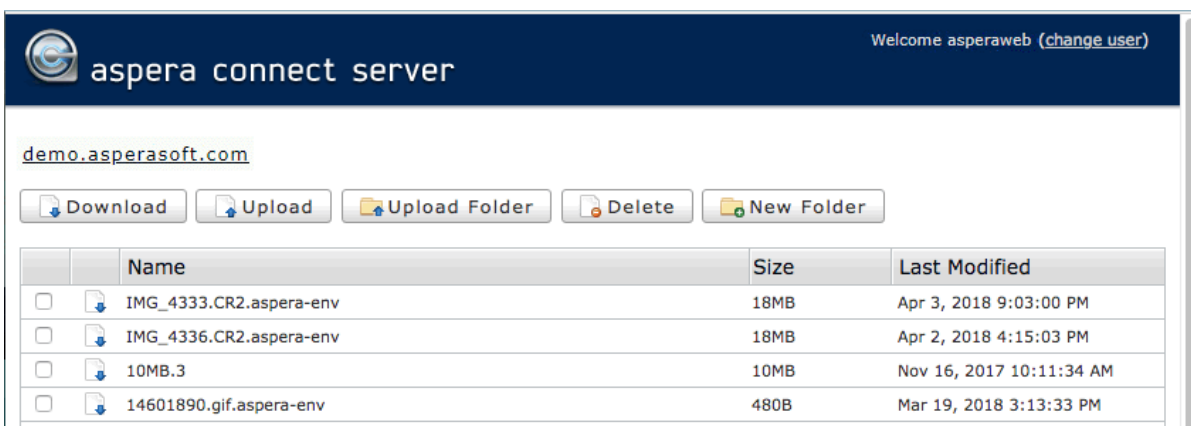 Welcome asperaweb (change user)
aspera connect server
demo.asperasoft.com
Download Upload Upload Folder Delete New Folder
Name Size Last Modified
IMG_4333.CR2.aspera-env 18MB Apr 3, 2018 9:03:00 PM
IMG_4336.CR2.aspera-env 18MB Apr 2, 2018 4:15:03 PM
10MB.3 10MB Nov 16, 2017 10:11:34 AM
14601890.gif.aspera-env 480B Mar 19, 2018 3:13:33 PM